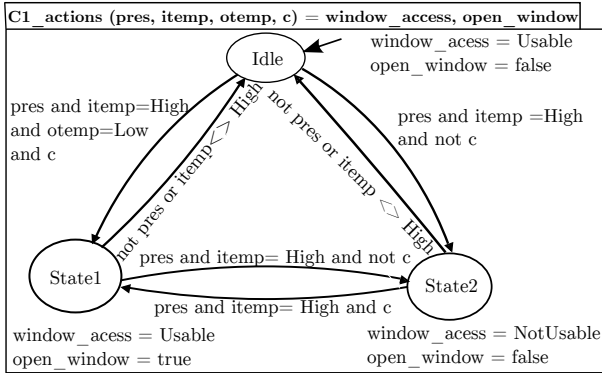 C1_actions (pres, itemp, otemp, c) = window_access, open_window
window_acess = Usable
open_window = false
Idle
pres and itemp=High
and otemp=Low
and c
not pres or itemp<> High
not pres or itemp <> High
pres and itemp =High
and not c
pres and itemp= High and not c
State1
State2
pres and itemp= High and c
window_acess = Usable
open_window = true
window_acess = NotUsable
open_window = false